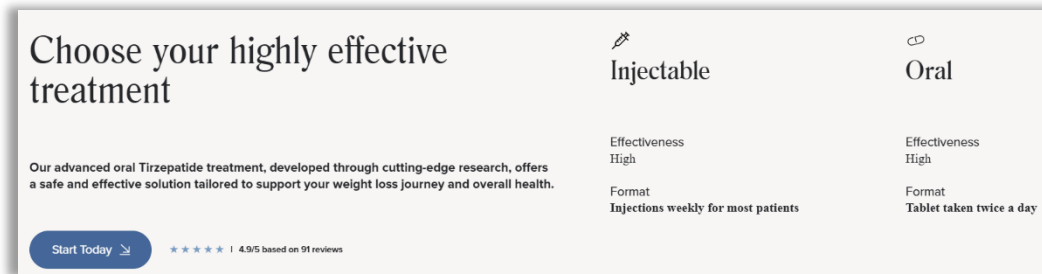 Choose your highly effective
treatment
Our advanced oral Tirzepatide treatment, developed through cutting-edge research, offers
a safe and effective solution tailored to support your weight loss journey and overall health.
Start Today
4.9/5 based on 91 reviews
Injectable
Effectiveness
High
Format
Injections weekly for most patients
Oral
Effectiveness
High
Format
Tablet taken twice a day